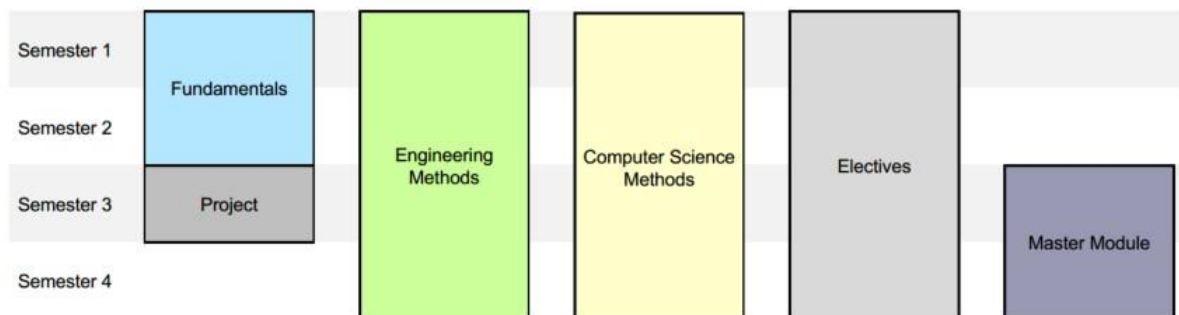 Semester 1
Fundamentals
Semester 2
Engineering
Methods
Computer Science
Methods
Electives
Semester 3
Project
Master Module
Semester 4